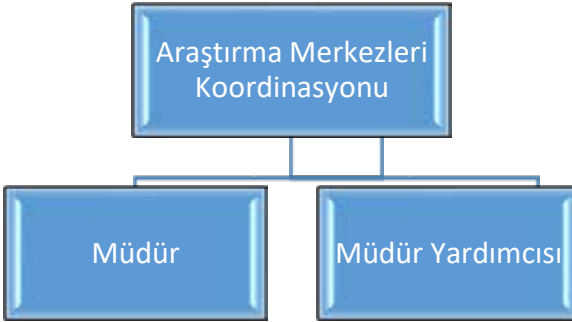 Araştırma Merkezleri
Koordinasyonu
Müdür
Müdür Yardımcısı